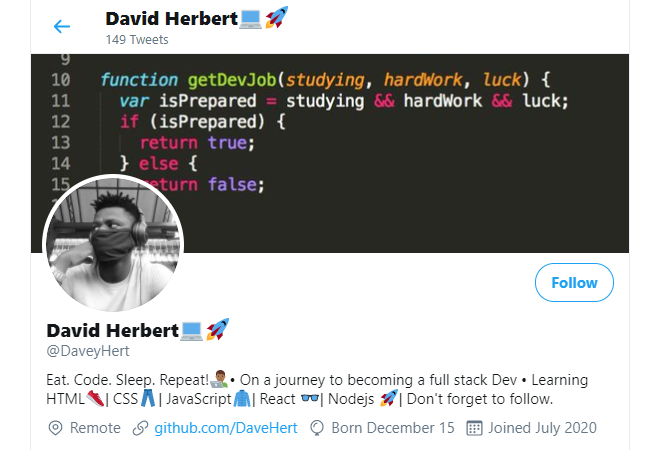 David Herbert💻🚀
149 Tweets
9
10 function getDevJob(studying, hardWork, luck) {
11 var isPrepared = studying && hardWork && luck;
12 if (isPrepared) {
13 return true;
14 } else {
15 return false;
Follow
David Herbert💻🚀
@DaveyHert
Eat. Code. Sleep. Repeat!👨🏾‍💻• On a journey to becoming a full stack Dev • Learning
HTML👟| CSS👖| JavaScript🧥| React 👓| Nodejs 🚀| Don't forget to follow.
Remote github.com/DaveHert Born December 15 Joined July 2020